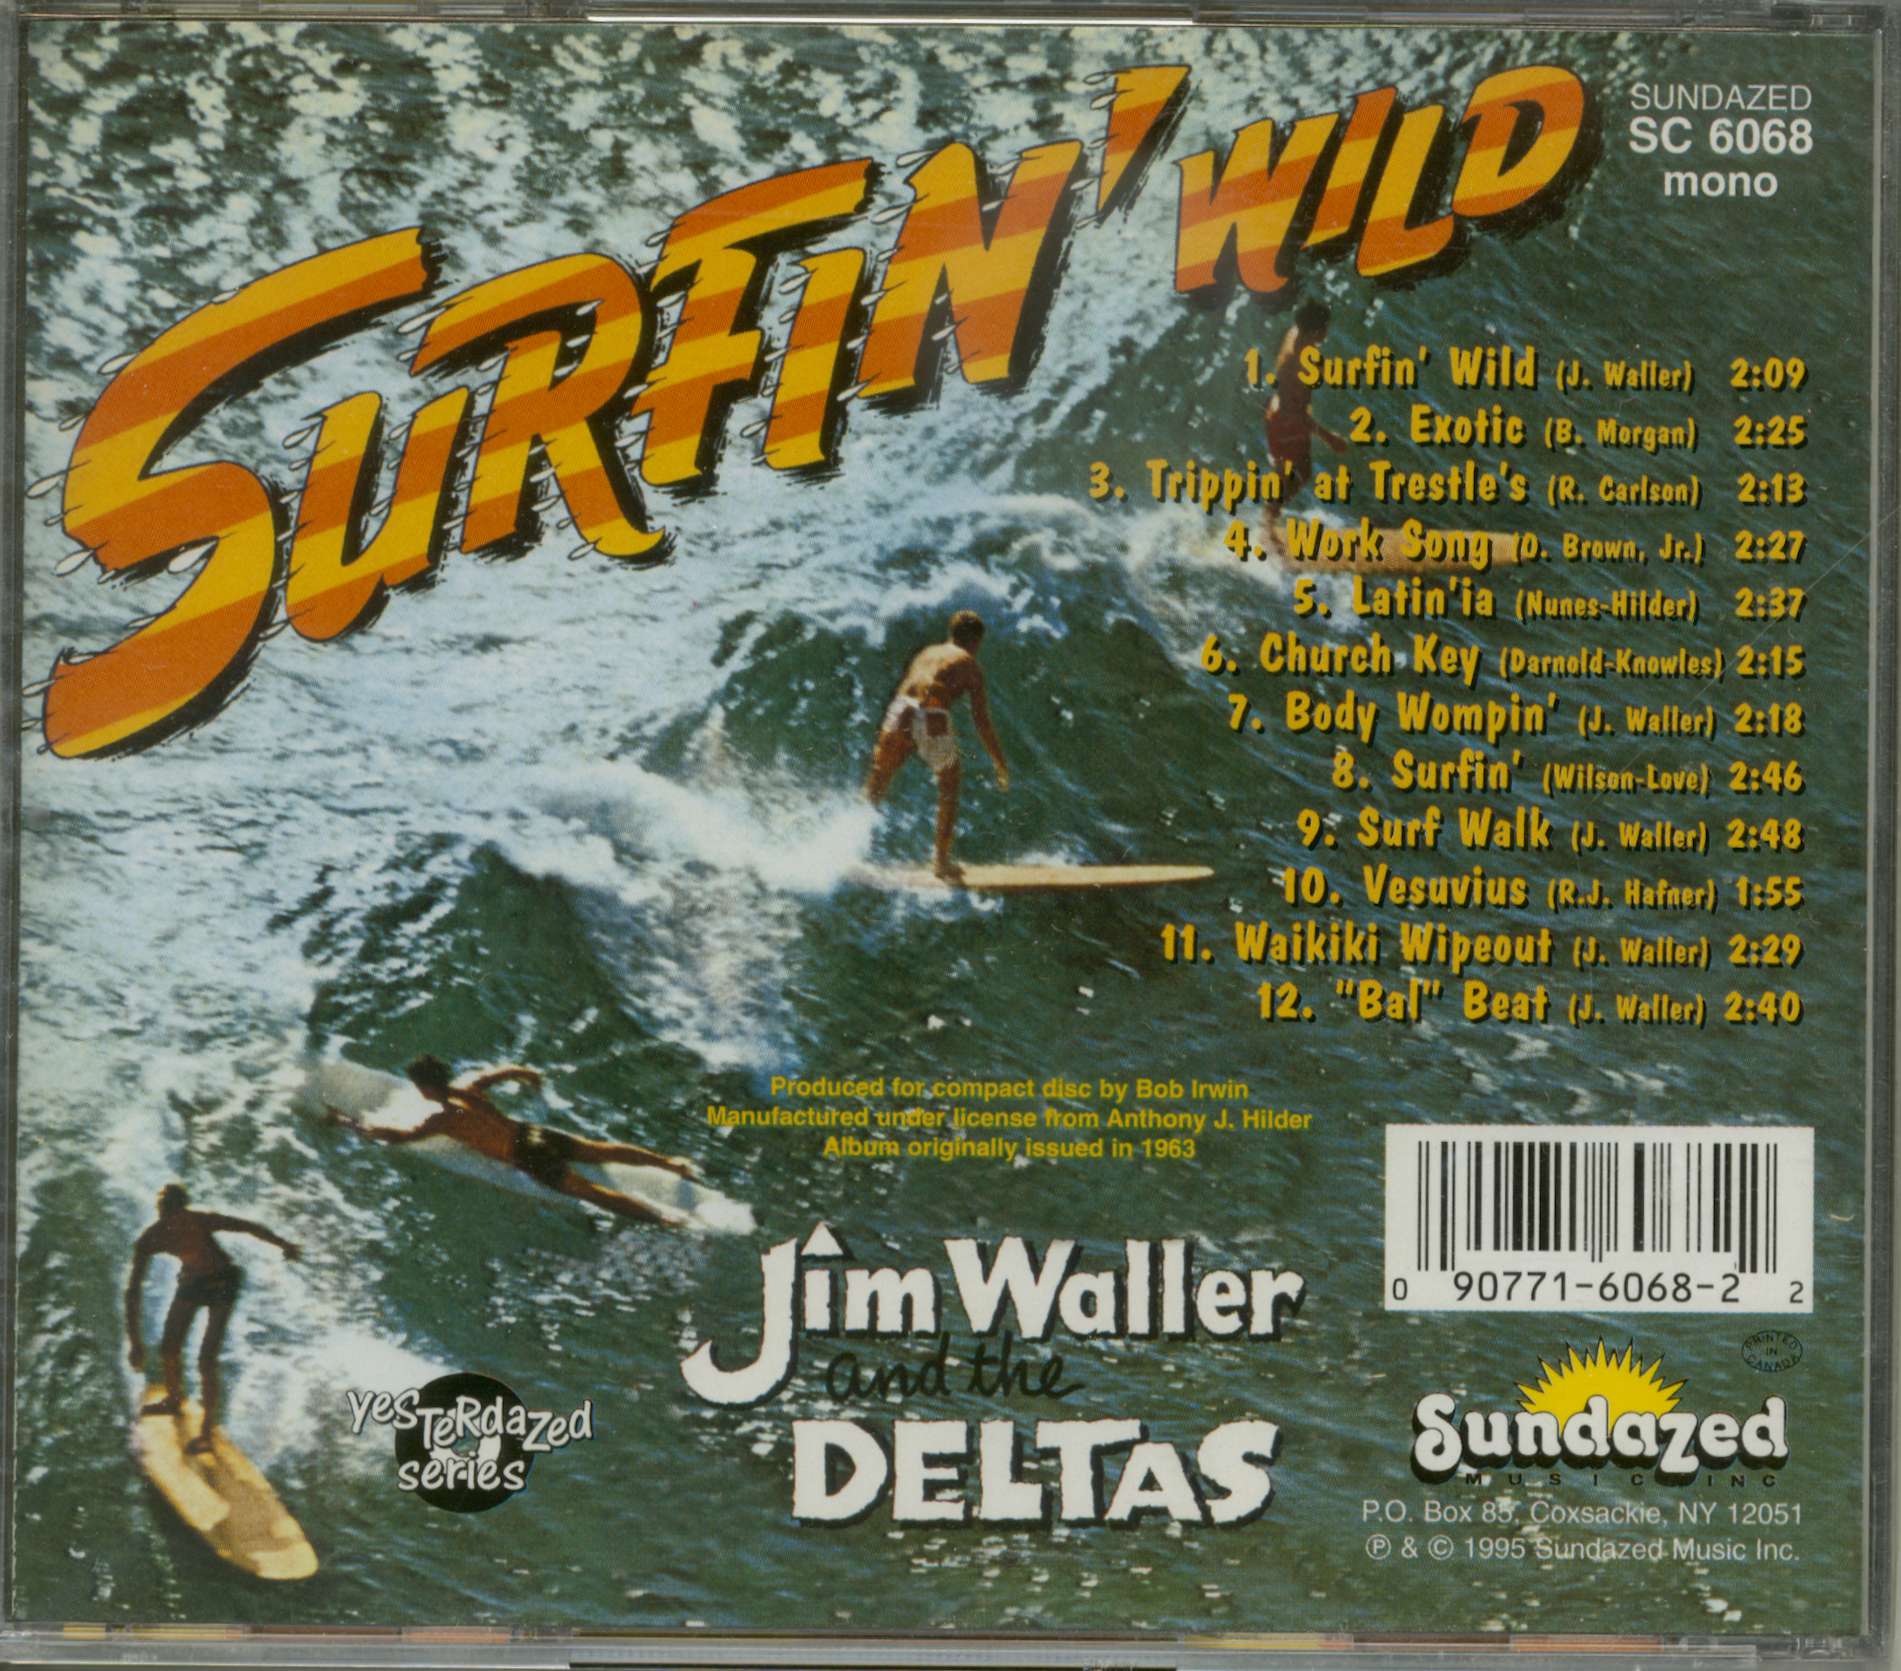 SURFIN' WILD
SUNDAZED
SC 6068
mono
1. Surfin' Wild (J. Waller) 2:09
2. Exotic (B. Morgan) 2:25
3. Trippin' at Trestle's (R. Carlson) 2:13
4. Work Song (O. Brown, Jr.) 2:27
5. Latin'ia (Nunes-Hilder) 2:37
6. Church Key (Darnold-Knowles) 2:15
7. Body Wompin' (J. Waller) 2:18
8. Surfin' (Wilson-Love) 2:46
9. Surf Walk (J. Waller) 2:48
10. Vesuvius (R.J. Hafner) 1:55
11. Waikiki Wipeout (J. Waller) 2:29
12. "Bal" Beat (J. Waller) 2:40
Produced for compact disc by Bob Irwin
Manufactured under license from Anthony J. Hilder
Album originally issued in 1963
Jim Waller
and the
DELTAS
yesterdazed
series
0 90771-6068-2 2
PRINTED
IN
CANADA
Sundazed
MUSIC INC
P.O. Box 85, Coxsackie, NY 12051
℗ & © 1995 Sundazed Music Inc.